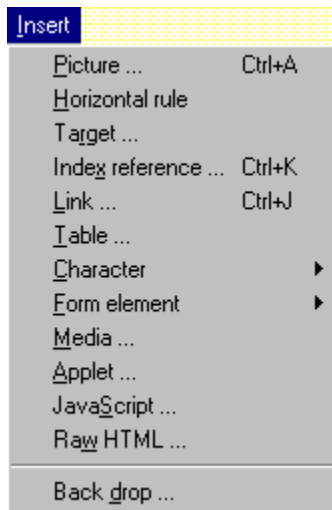 Insert
Picture ... Ctrl+A
Horizontal rule
Target ...
Index reference ... Ctrl+K
Link ... Ctrl+J
Table ...
Character
Form element
Media ...
Applet ...
JavaScript ...
Raw HTML ...
Back drop ...